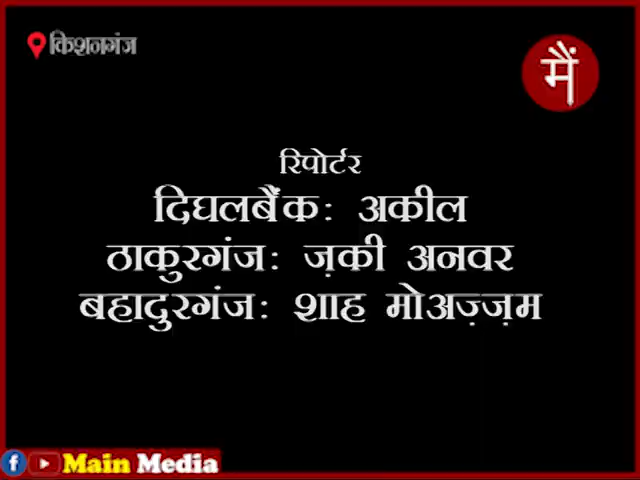 किशनगंज
मैं
रिपोर्टर
दिघलबैंक: अकील
ठाकुरगंज: ज़की अनवर
बहादुरगंज: शाह मोअज़्ज़म
Main Media